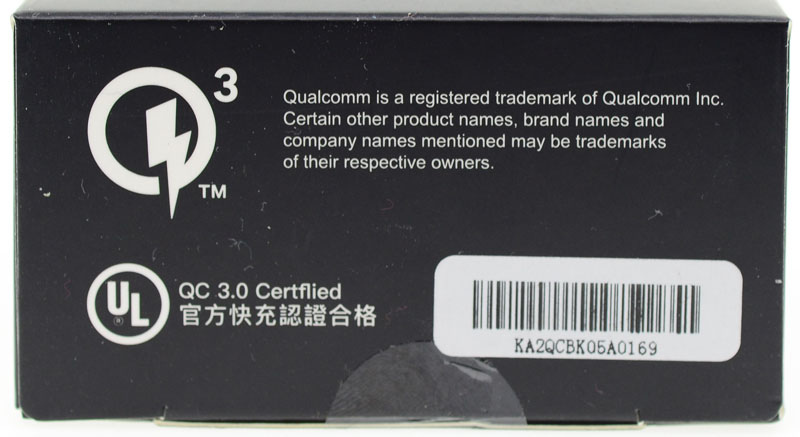 3
TM
Qualcomm is a registered trademark of Qualcomm Inc.
Certain other product names, brand names and
company names mentioned may be trademarks
of their respective owners.
UL
®
QC 3.0 Certflied
官方快充認證合格
KA2QCBK05A0169